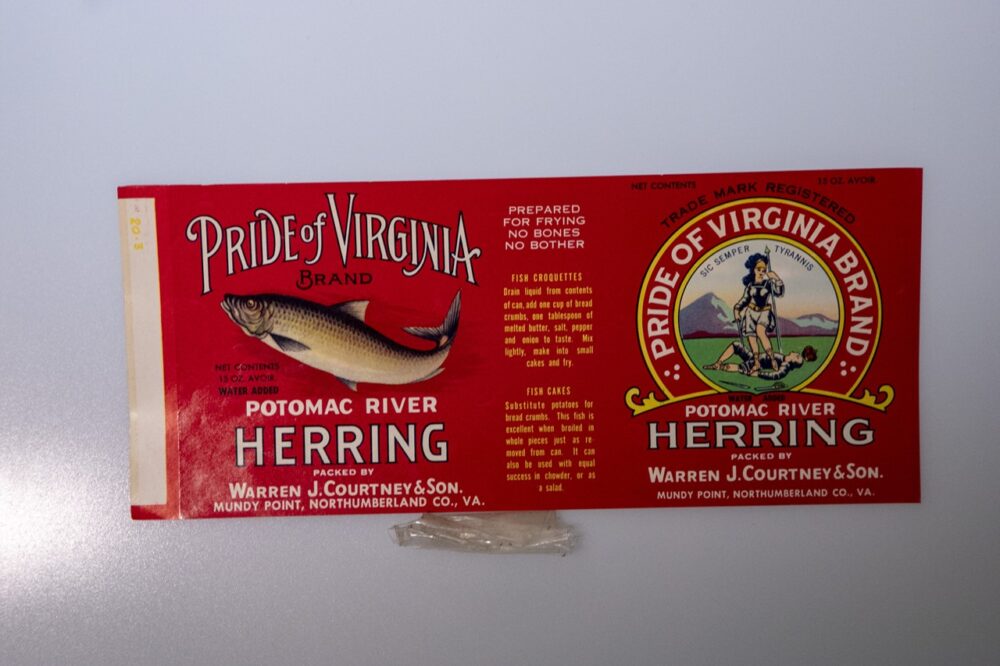 20-5
PRIDE of VIRGINIA
BRAND
NET CONTENTS
15 OZ. AVOIR.
WATER ADDED
POTOMAC RIVER
HERRING
PACKED BY
WARREN J. COURTNEY & SON.
MUNDY POINT, NORTHUMBERLAND CO., VA.
PREPARED
FOR FRYING
NO BONES
NO BOTHER
FISH CROQUETTES
Drain liquid from contents
of can, add one cup of bread
crumbs, one tablespoon of
melted butter, salt, pepper
and onion to taste. Mix
lightly, make into small
cakes and fry.
FISH CAKES
Substitute potatoes for
bread crumbs. This fish is
excellent when broiled in
whole pieces just as re-
moved from can. It can
also be used with equal
success in chowder, or as
a salad.
NET CONTENTS 15 OZ. AVOIR.
TRADE MARK REGISTERED
PRIDE OF VIRGINIA BRAND
SIC SEMPER TYRANNIS
WATER ADDED
POTOMAC RIVER
HERRING
PACKED BY
WARREN J. COURTNEY & SON.
MUNDY POINT, NORTHUMBERLAND CO., VA.